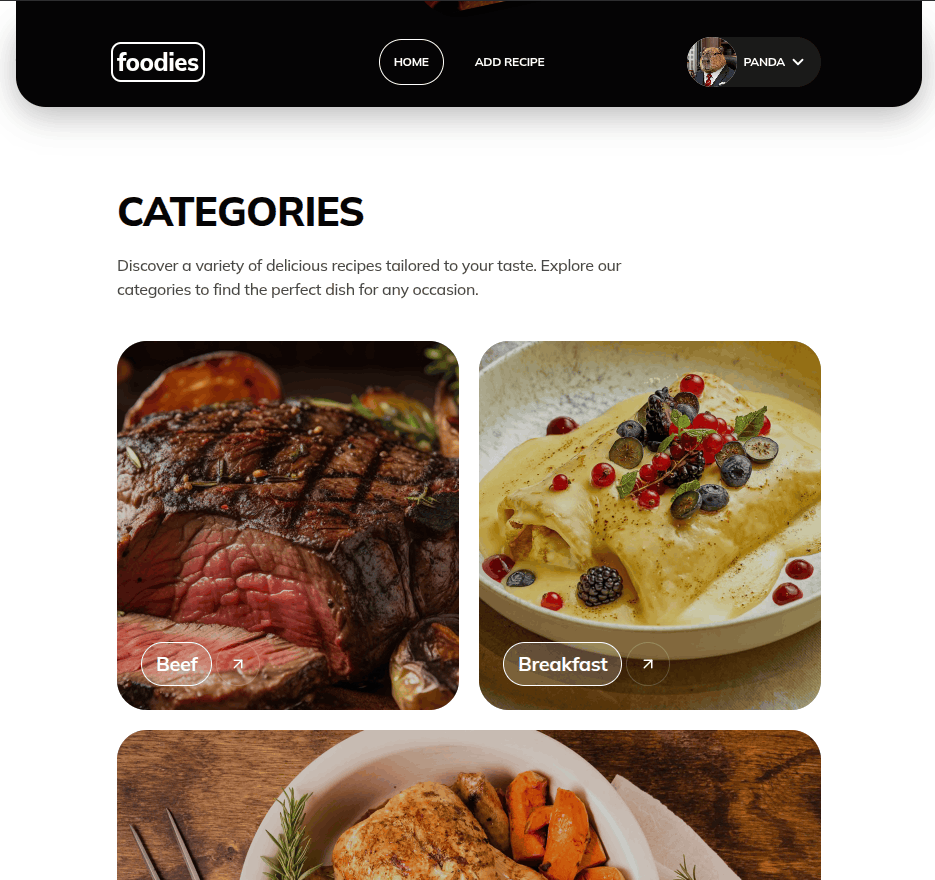 foodies
HOME
ADD RECIPE
PANDA
CATEGORIES
Discover a variety of delicious recipes tailored to your taste. Explore our
categories to find the perfect dish for any occasion.
Beef
Breakfast